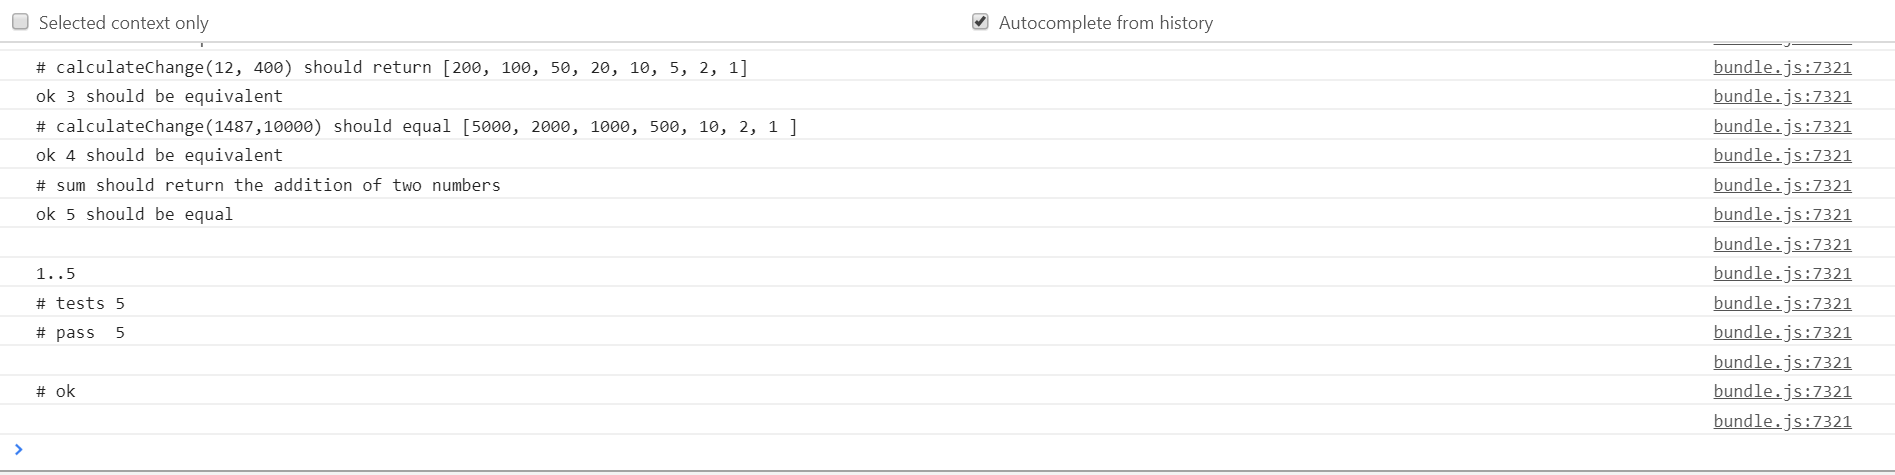 Selected context only
Autocomplete from history
# calculateChange(12, 400) should return [200, 100, 50, 20, 10, 5, 2, 1]
bundle.js:7321
ok 3 should be equivalent
bundle.js:7321
# calculateChange(1487,10000) should equal [5000, 2000, 1000, 500, 10, 2, 1 ]
bundle.js:7321
ok 4 should be equivalent
bundle.js:7321
# sum should return the addition of two numbers
bundle.js:7321
ok 5 should be equal
bundle.js:7321
bundle.js:7321
1..5
bundle.js:7321
# tests 5
bundle.js:7321
# pass  5
bundle.js:7321
bundle.js:7321
# ok
bundle.js:7321
bundle.js:7321
>